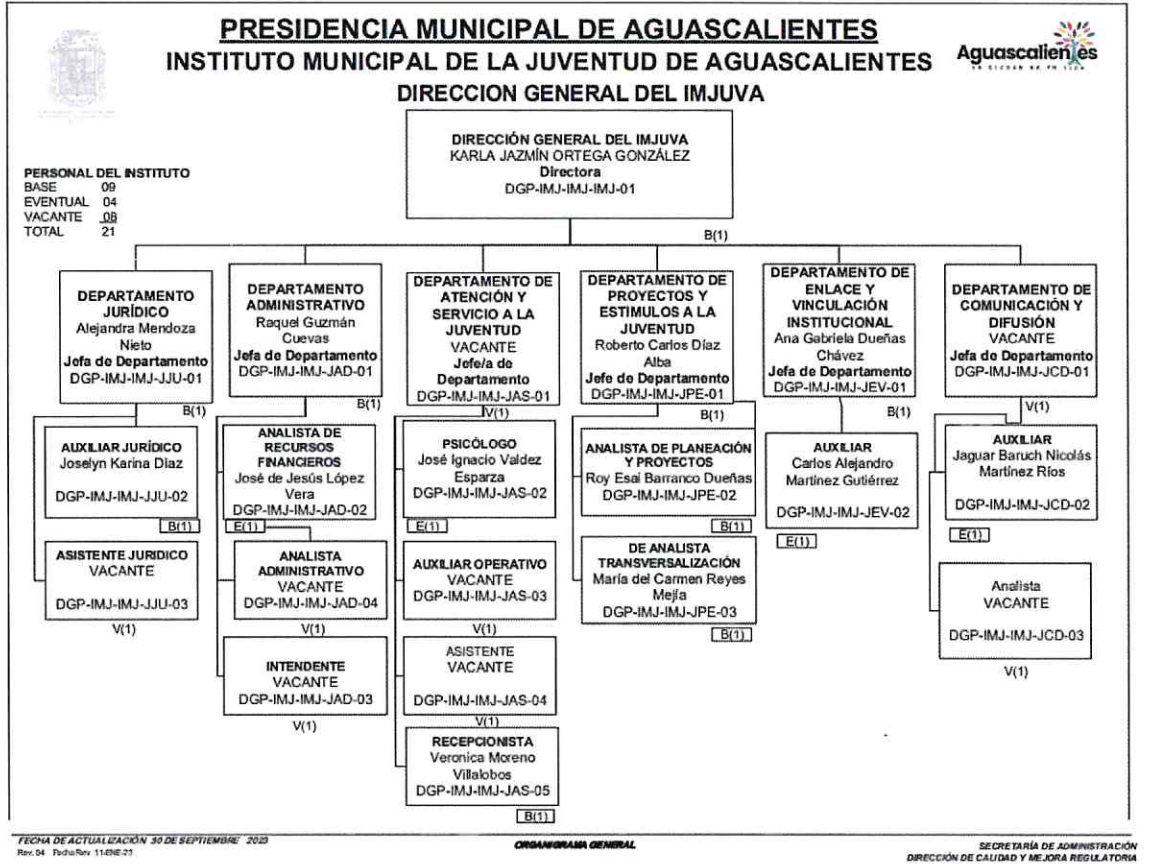 PRESIDENCIA MUNICIPAL DE AGUASCALIENTES
INSTITUTO MUNICIPAL DE LA JUVENTUD DE AGUASCALIENTES
DIRECCION GENERAL DEL IMJUVA
Aguascalientes
PERSONAL DEL INSTITUTO
BASE 09
EVENTUAL 04
VACANTE 08
TOTAL 21
DIRECCIÓN GENERAL DEL IMJUVA
KARLA JAZMÍN ORTEGA GONZÁLEZ
Directora
DGP-IMJ-IMJ-IMJ-01
B(1)
DEPARTAMENTO
JURÍDICO
Alejandra Mendoza
Nieto
Jefa de Departamento
DGP-IMJ-IMJ-JJU-01
B(1)
AUXILIAR JURÍDICO
Joselyn Karina Díaz
DGP-IMJ-IMJ-JJU-02
B(1)
ASISTENTE JURIDICO
VACANTE
DGP-IMJ-IMJ-JJU-03
V(1)
DEPARTAMENTO
ADMINISTRATIVO
Raquel Guzmán
Cuevas
Jefa de Departamento
DGP-IMJ-IMJ-JAD-01
B(1)
ANALISTA DE
RECURSOS
FINANCIEROS
José de Jesús López
Vera
DGP-IMJ-IMJ-JAD-02
E(1)
ANALISTA
ADMINISTRATIVO
VACANTE
DGP-IMJ-IMJ-JAD-04
V(1)
INTENDENTE
VACANTE
DGP-IMJ-IMJ-JAD-03
V(1)
DEPARTAMENTO DE
ATENCIÓN Y
SERVICIO A LA
JUVENTUD
VACANTE
Jefe/a de
Departamento
DGP-IMJ-IMJ-JAS-01
V(1)
PSICÓLOGO
José Ignacio Valdez
Esparza
DGP-IMJ-IMJ-JAS-02
E(1)
AUXILIAR OPERATIVO
VACANTE
DGP-IMJ-IMJ-JAS-03
V(1)
ASISTENTE
VACANTE
DGP-IMJ-IMJ-JAS-04
V(1)
RECEPCIONISTA
Veronica Moreno
Villalobos
DGP-IMJ-IMJ-JAS-05
B(1)
DEPARTAMENTO DE
PROYECTOS Y
ESTIMULOS A LA
JUVENTUD
Roberto Carlos Díaz
Alba
Jefe de Departamento
DGP-IMJ-IMJ-JPE-01
B(1)
ANALISTA DE PLANEACIÓN
Y PROYECTOS
Roy Esai Barranco Dueñas
DGP-IMJ-IMJ-JPE-02
B(1)
DE ANALISTA
TRANSVERSALIZACIÓN
María del Carmen Reyes
Mejía
DGP-IMJ-IMJ-JPE-03
B(1)
DEPARTAMENTO DE
ENLACE Y
VINCULACIÓN
INSTITUCIONAL
Ana Gabriela Dueñas
Chávez
Jefa de Departamento
DGP-IMJ-IMJ-JEV-01
B(1)
AUXILIAR
Carlos Alejandro
Martínez Gutiérrez
DGP-IMJ-IMJ-JEV-02
E(1)
DEPARTAMENTO DE
COMUNICACIÓN Y
DIFUSIÓN
VACANTE
Jefa de Departamento
DGP-IMJ-IMJ-JCD-01
V(1)
AUXILIAR
Jaguar Baruch Nicolás
Martínez Ríos
DGP-IMJ-IMJ-JCD-02
E(1)
Analista
VACANTE
DGP-IMJ-IMJ-JCD-03
V(1)
FECHA DE ACTUALIZACIÓN 30 DE SEPTIEMBRE 2023
Rev. 04 Fecha Rev. 11-ENE-23
ORGANIGRAMA GENERAL
SECRETARÍA DE ADMINISTRACIÓN
DIRECCIÓN DE CALIDAD Y MEJORA REGULATORIA